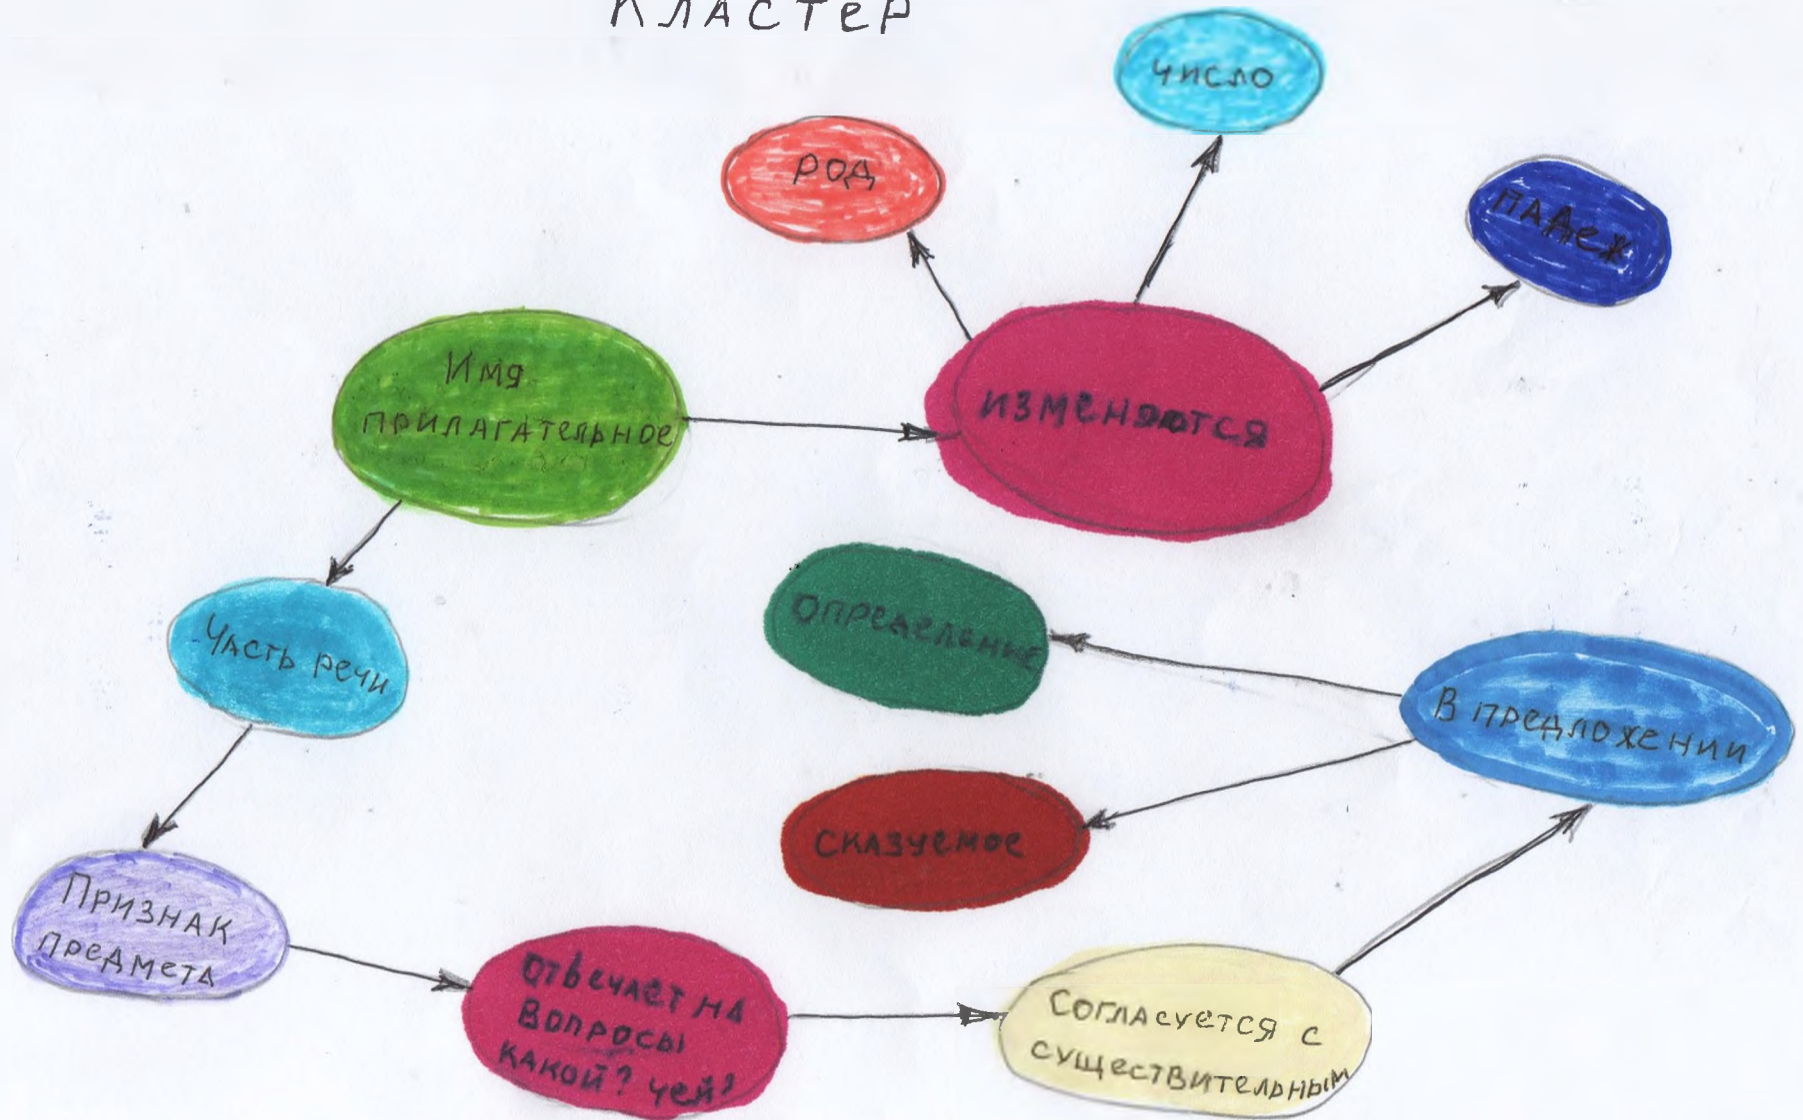 Кластер
число
род
падеж
Имя
прилагательное
изменяются
Часть речи
определение
В предложении
сказуемое
Признак
предмета
Отвечает на
вопросы
какой? чей?
Согласуется с
существительным